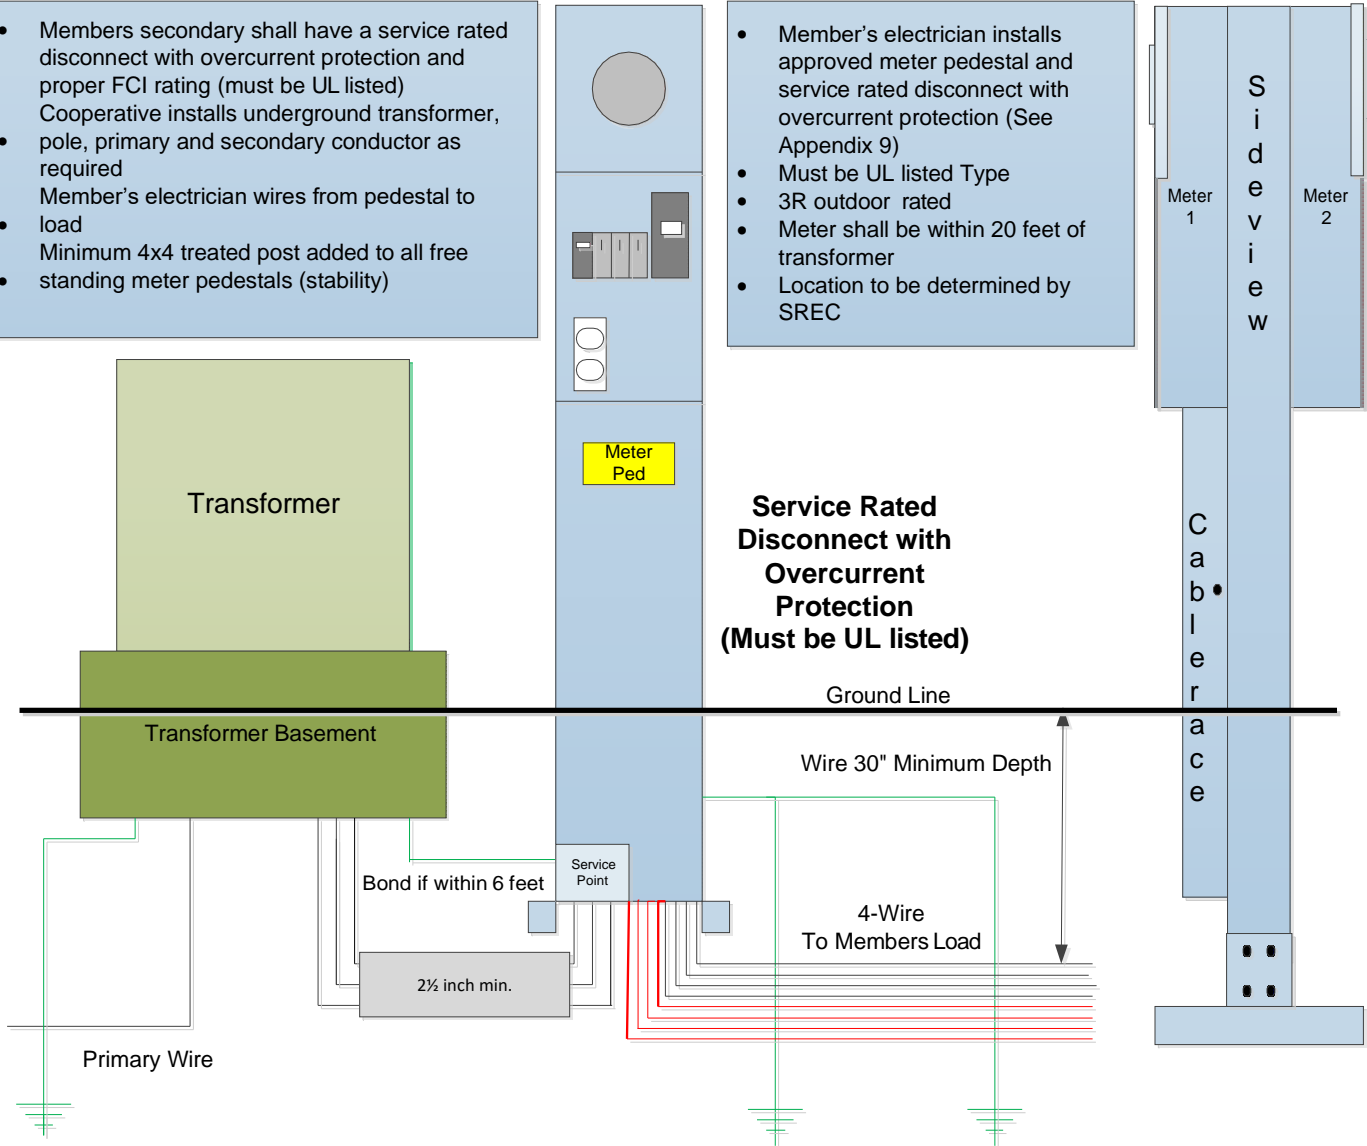 • Members secondary shall have a service rated
disconnect with overcurrent protection and
proper FCI rating (must be UL listed)
Cooperative installs underground transformer,
• pole, primary and secondary conductor as
required
Member's electrician wires from pedestal to
• load
Minimum 4x4 treated post added to all free
• standing meter pedestals (stability)
• Member's electrician installs
approved meter pedestal and
service rated disconnect with
overcurrent protection (See
Appendix 9)
• Must be UL listed Type
• 3R outdoor rated
• Meter shall be within 20 feet of
transformer
• Location to be determined by
SREC
Side view
Meter
1
Meter
2
Transformer
Meter
Ped
Service Rated
Disconnect with
Overcurrent
Protection
(Must be UL listed)
Cablerace
Ground Line
Transformer Basement
Wire 30" Minimum Depth
Service
Point
Bond if within 6 feet
4-Wire
To Members Load
2½ inch min.
Primary Wire